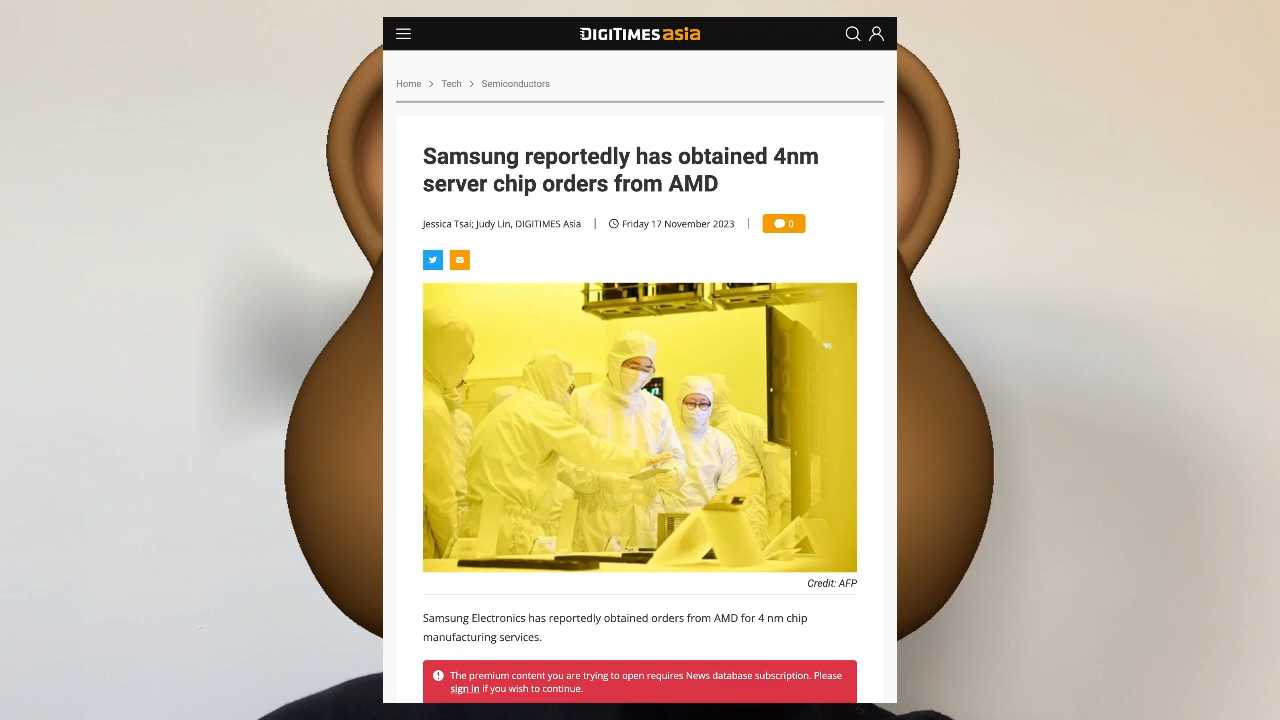 DIGITIMES asia
Home > Tech > Semiconductors
Samsung reportedly has obtained 4nm
server chip orders from AMD
Jessica Tsai; Judy Lin, DIGITIMES Asia | Friday 17 November 2023 | 0
Credit: AFP
Samsung Electronics has reportedly obtained orders from AMD for 4 nm chip
manufacturing services.
The premium content you are trying to open requires News database subscription. Please
sign in if you wish to continue.